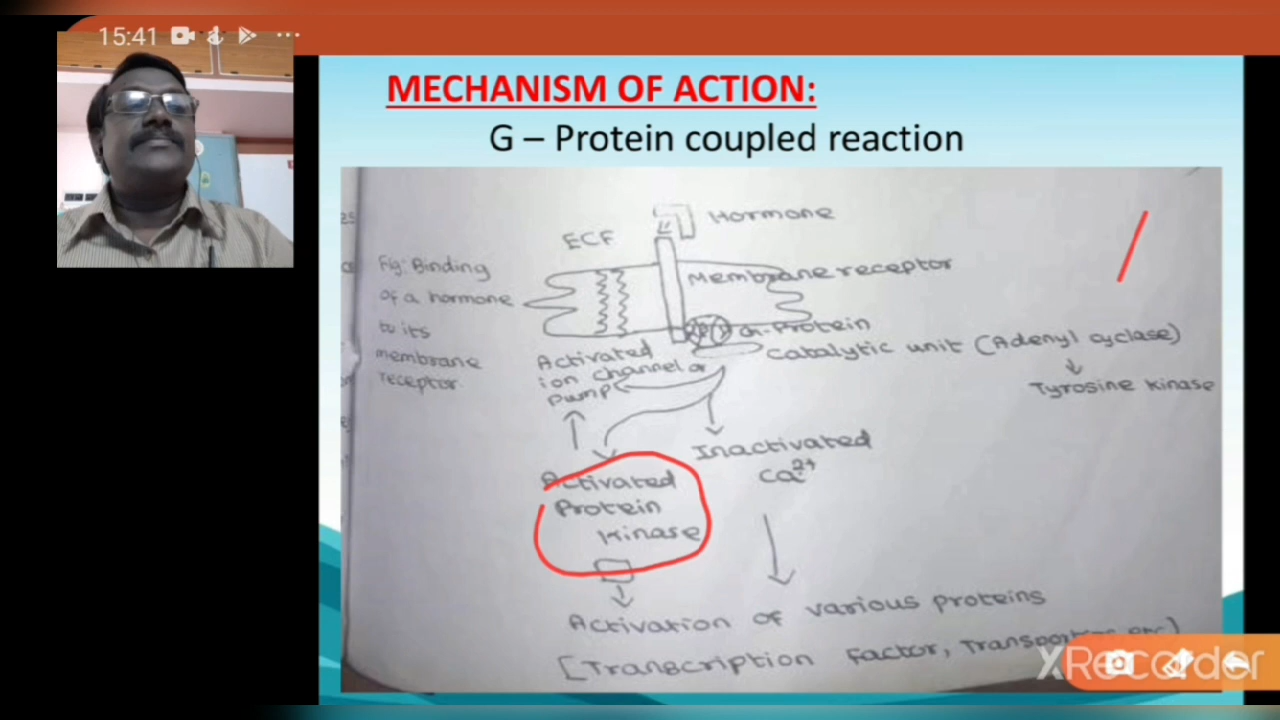 15:41
MECHANISM OF ACTION:
G – Protein coupled reaction
Hormone
ECF
Fig: Binding
of a hormone
to its
membrane
receptor
Membrane receptor
G-Protein
Catalytic unit (Adenyl cyclase)
Tyrosine kinase
Activated
ion channel or
pump
Inactivated
Ca²⁺
Activated
Protein
Kinase
Activation of various proteins
[Transcription Factor, Transporter etc]
XRecorder